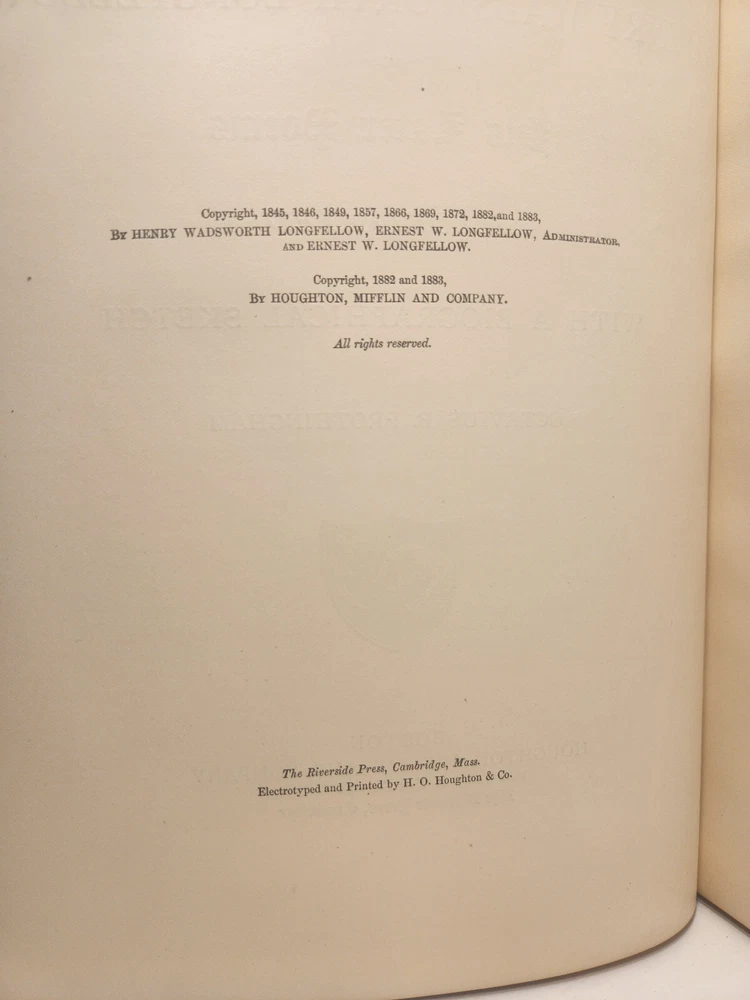 Copyright, 1845, 1846, 1849, 1857, 1866, 1869, 1872, 1882, and 1883,
By HENRY WADSWORTH LONGFELLOW, ERNEST W. LONGFELLOW, Administrator,
and ERNEST W. LONGFELLOW.
Copyright, 1882 and 1883,
By HOUGHTON, MIFFLIN AND COMPANY.
All rights reserved.
The Riverside Press, Cambridge, Mass.
Electrotyped and Printed by H. O. Houghton & Co.